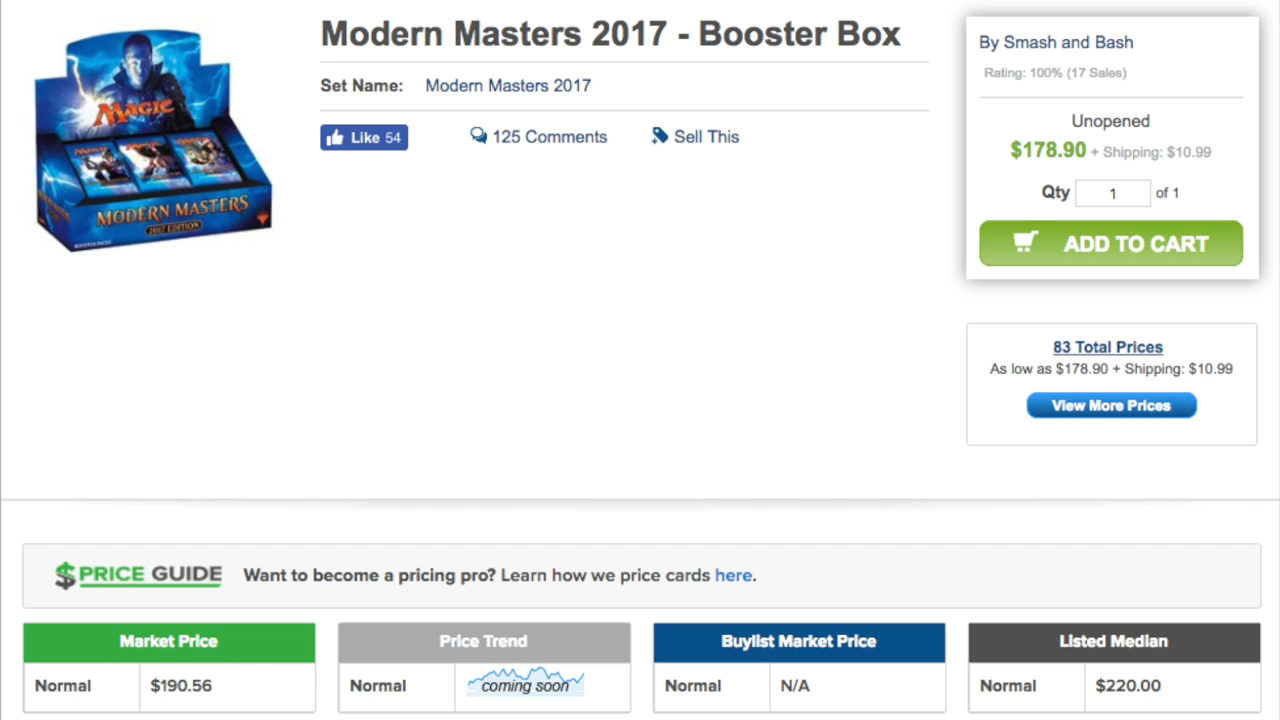 Modern Masters 2017 - Booster Box
Set Name: Modern Masters 2017
Like 54
125 Comments
Sell This
MAGIC
MODERN MASTERS
2017 EDITION
BOOSTER PACKS
By Smash and Bash
Rating: 100% (17 Sales)
Unopened
$178.90 + Shipping: $10.99
Qty 1 of 1
ADD TO CART
83 Total Prices
As low as $178.90 + Shipping: $10.99
View More Prices
$PRICE GUIDE Want to become a pricing pro? Learn how we price cards here.
Market Price
Normal $190.56
Price Trend
Normal coming soon
Buylist Market Price
Normal N/A
Listed Median
Normal $220.00